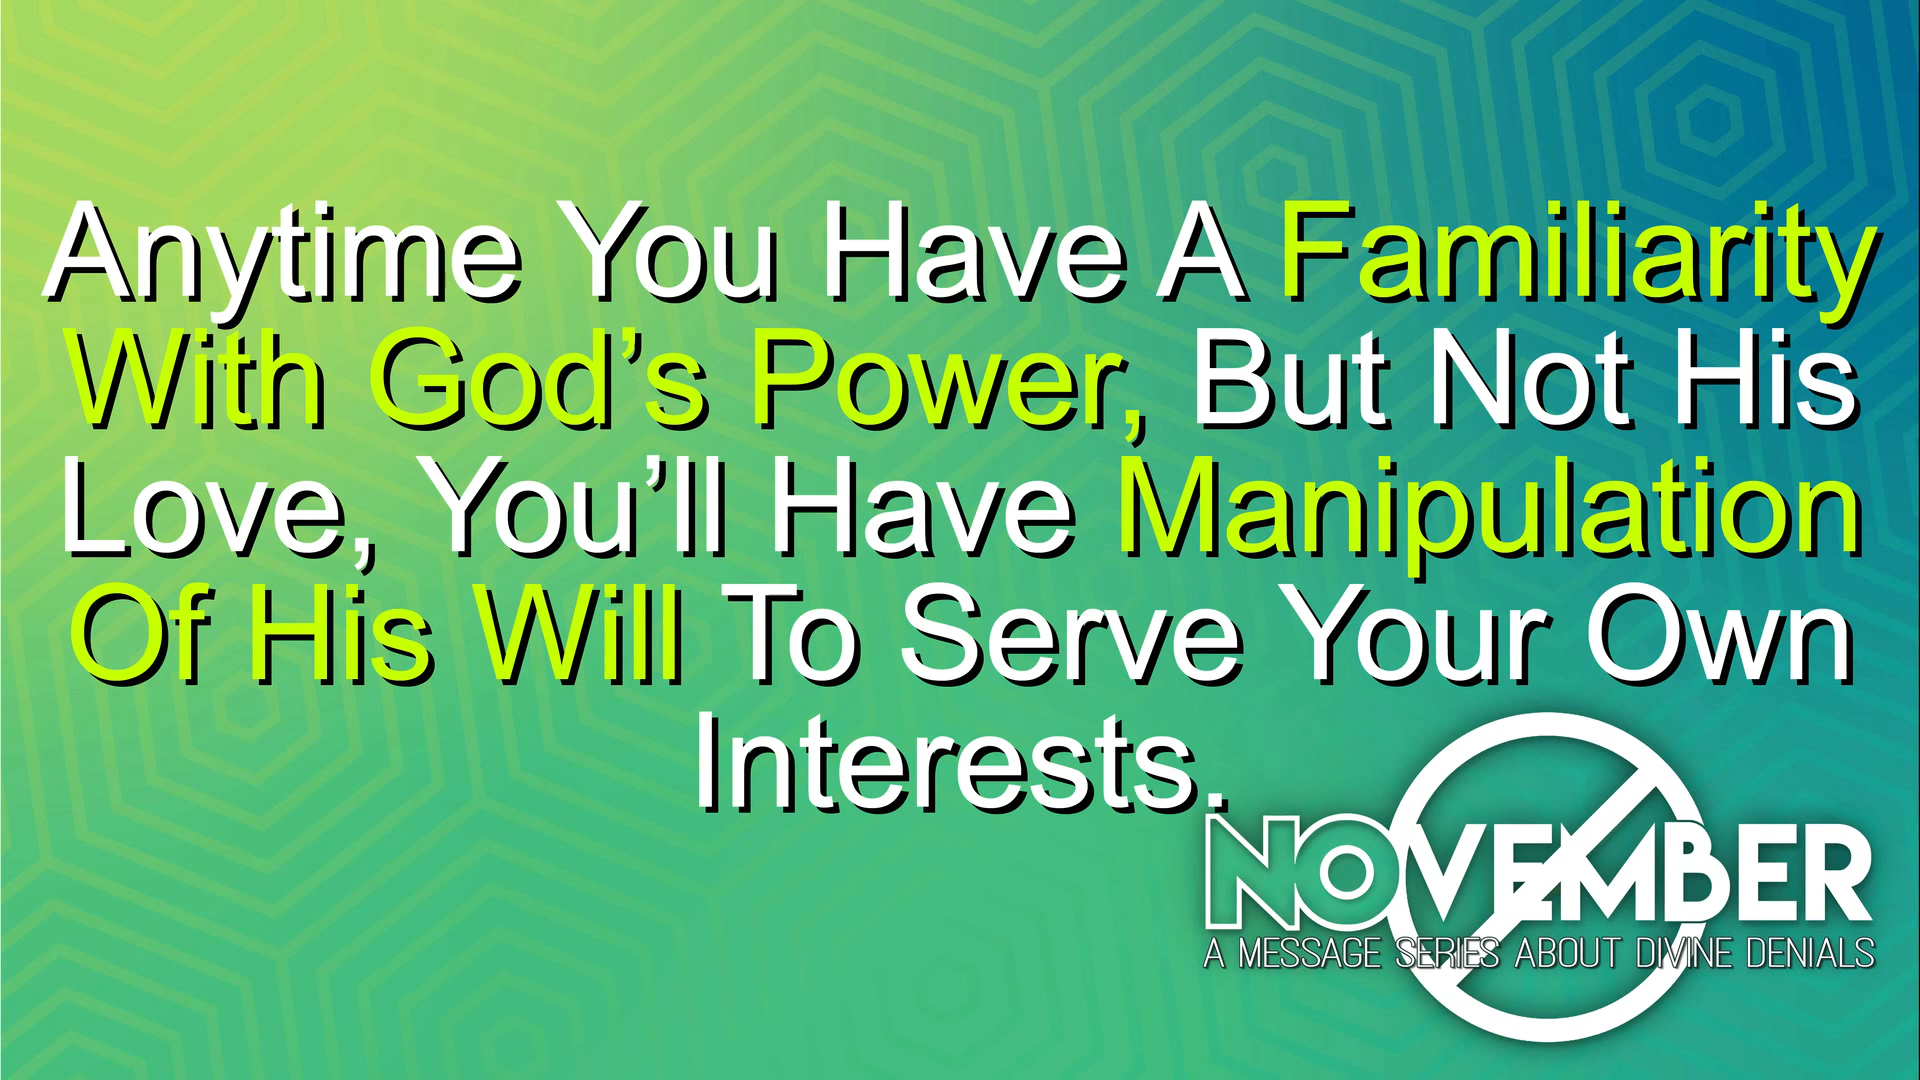 Anytime You Have A Familiarity
With God’s Power, But Not His
Love, You’ll Have Manipulation
Of His Will To Serve Your Own
Interests.
NOVEMBER
A MESSAGE SERIES ABOUT DIVINE DENIALS